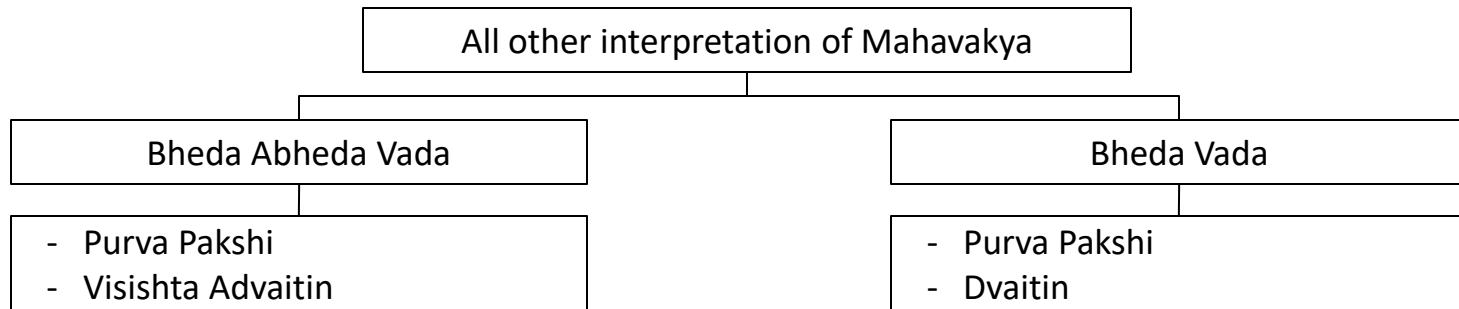 All other interpretation of Mahavakya
Bheda Abheda Vada
Bheda Vada
- Purva Pakshi
- Visishta Advaitin
- Purva Pakshi
- Dvaitin